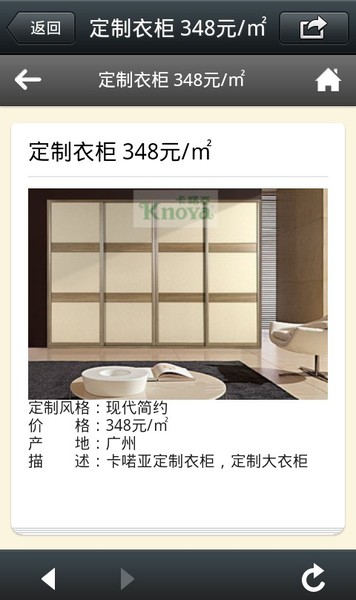 返回
定制衣柜 348元/㎡
定制衣柜 348元/㎡
定制衣柜 348元/㎡
卡诺亚
Knoya
定制风格：现代简约
价　　格：348元/㎡
产　　地：广州
描　　述：卡喏亚定制衣柜，定制大衣柜